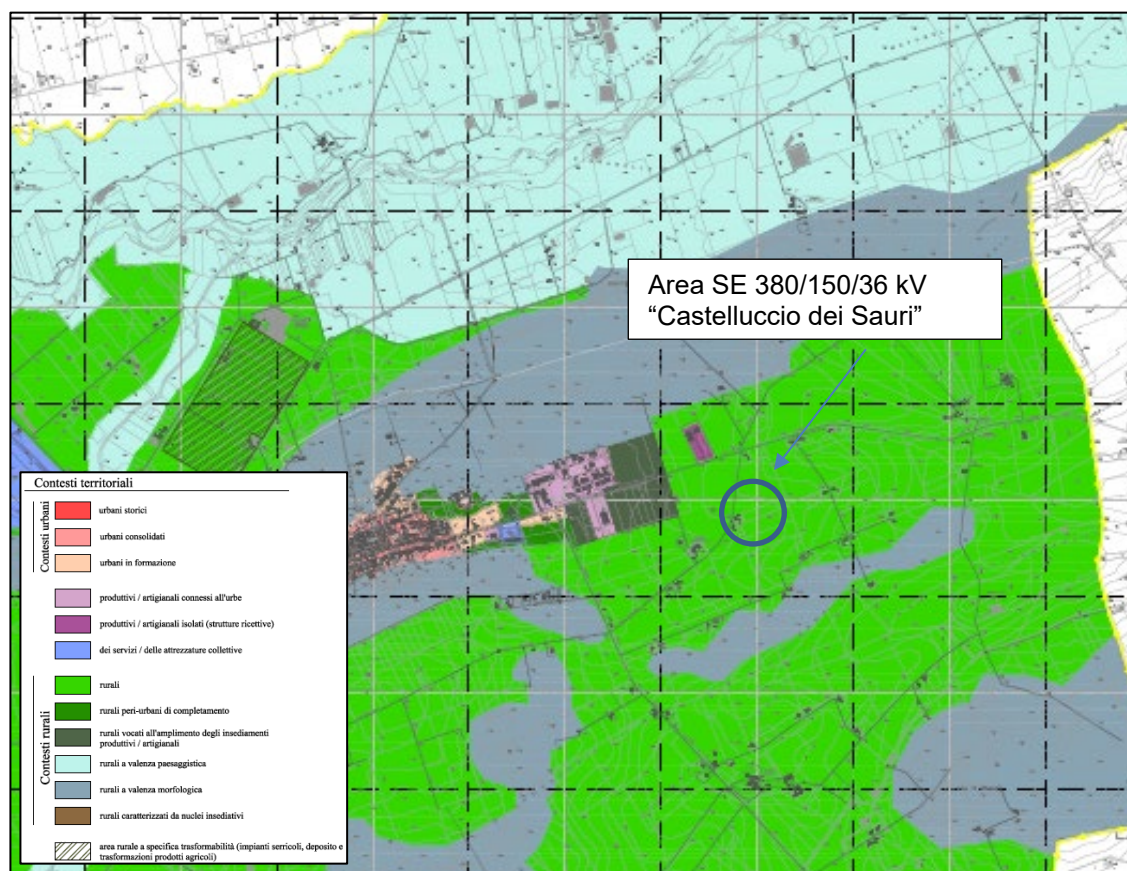 Area SE 380/150/36 kV
“Castelluccio dei Sauri”
Contesti territoriali
Contesti urbani
urbani storici
urbani consolidati
urbani in formazione
produttivi / artigianali connessi all'urbe
produttivi / artigianali isolati (strutture ricettive)
dei servizi / delle attrezzature collettive
Contesti rurali
rurali
rurali peri-urbani di completamento
rurali vocati all'amplimento degli insediamenti
produttivi / artigianali
rurali a valenza paesaggistica
rurali a valenza morfologica
rurali caratterizzati da nuclei insediativi
area rurale a specifica trasformabilità (impianti serricoli, deposito e
trasformazioni prodotti agricoli)